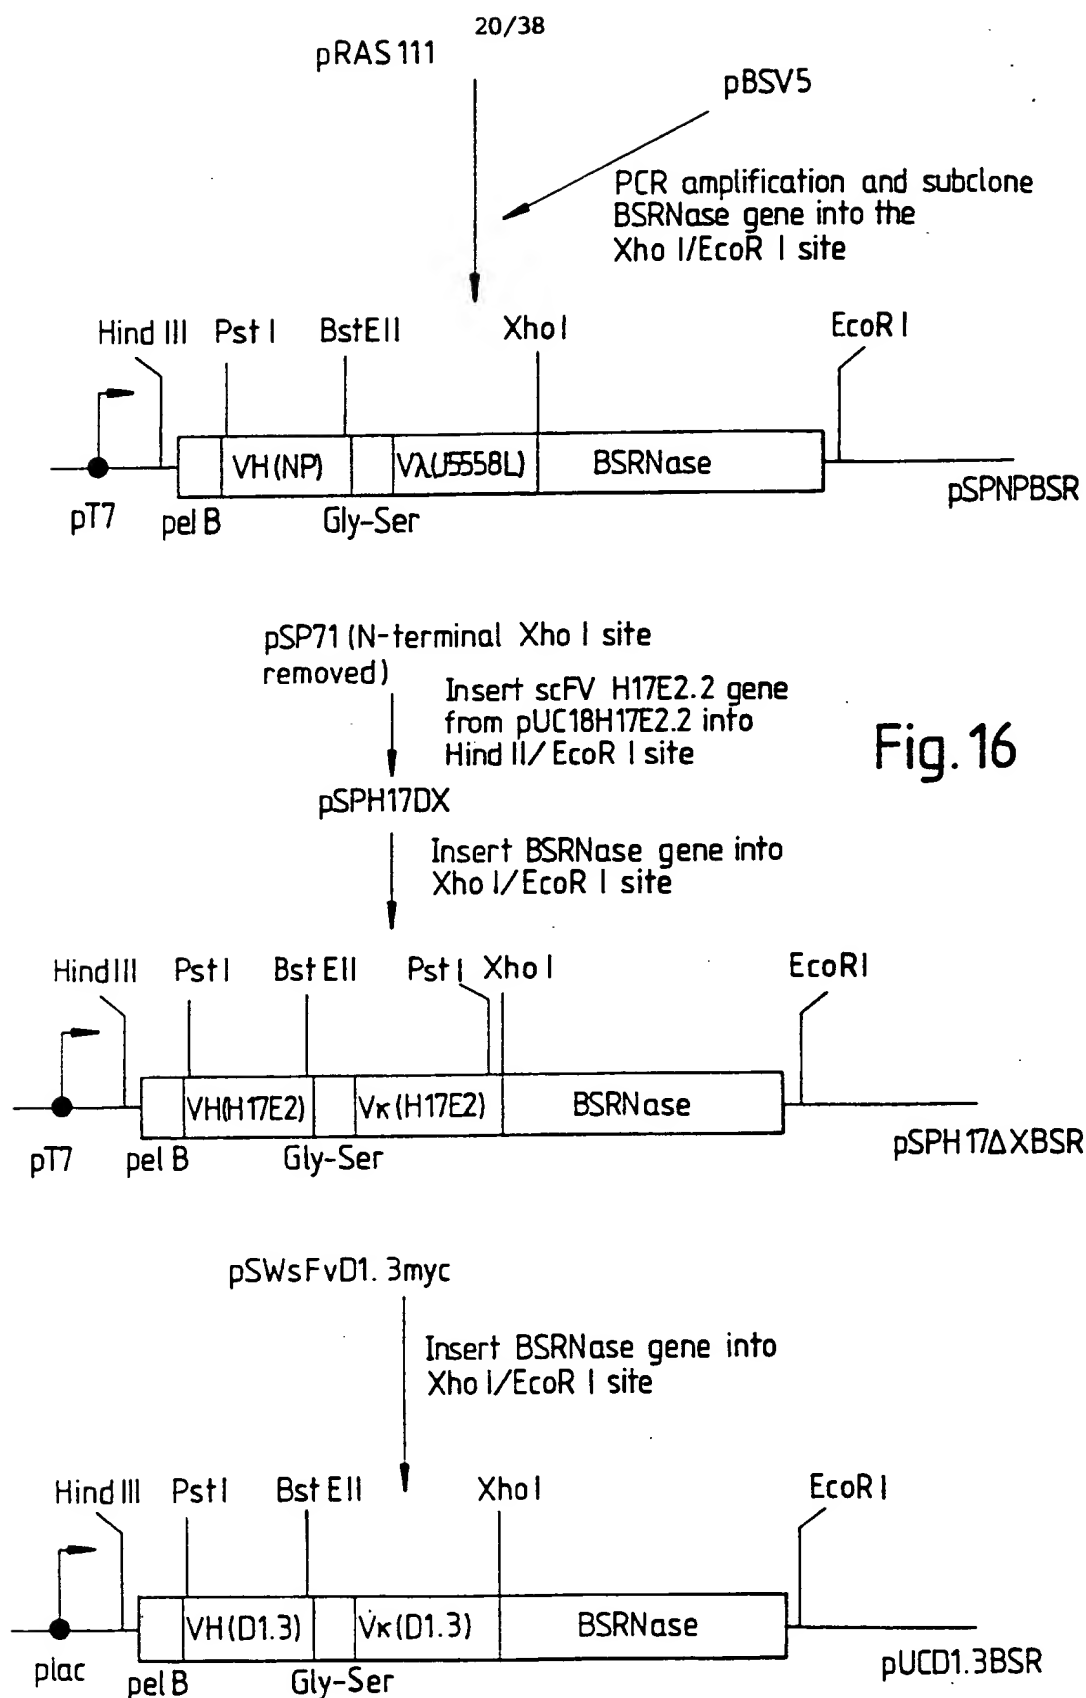 20/38
pRAS 111
pBSV5
PCR amplification and subclone
BSRNase gene into the
Xho I/EcoR I site
Hind III Pst I BstEII Xho I EcoR I
VH(NP) Vλ(J558L) BSRNase
pT7 pel B Gly-Ser pSPNPBSR
pSP71 (N-terminal Xho I site
removed)
Insert scFV H17E2.2 gene
from pUC18H17E2.2 into
Hind II/EcoR I site
Fig. 16
pSPH17DX
Insert BSRNase gene into
Xho I/EcoR I site
Hind III Pst I Bst EII Pst I Xho I EcoR I
VH(H17E2) Vκ(H17E2) BSRNase
pT7 pel B Gly-Ser pSPH17ΔXBSR
pSWsFvD1.3myc
Insert BSRNase gene into
Xho I/EcoR I site
Hind III Pst I Bst EII Xho I EcoR I
VH(D1.3) Vκ(D1.3) BSRNase
plac pel B Gly-Ser pUCD1.3BSR